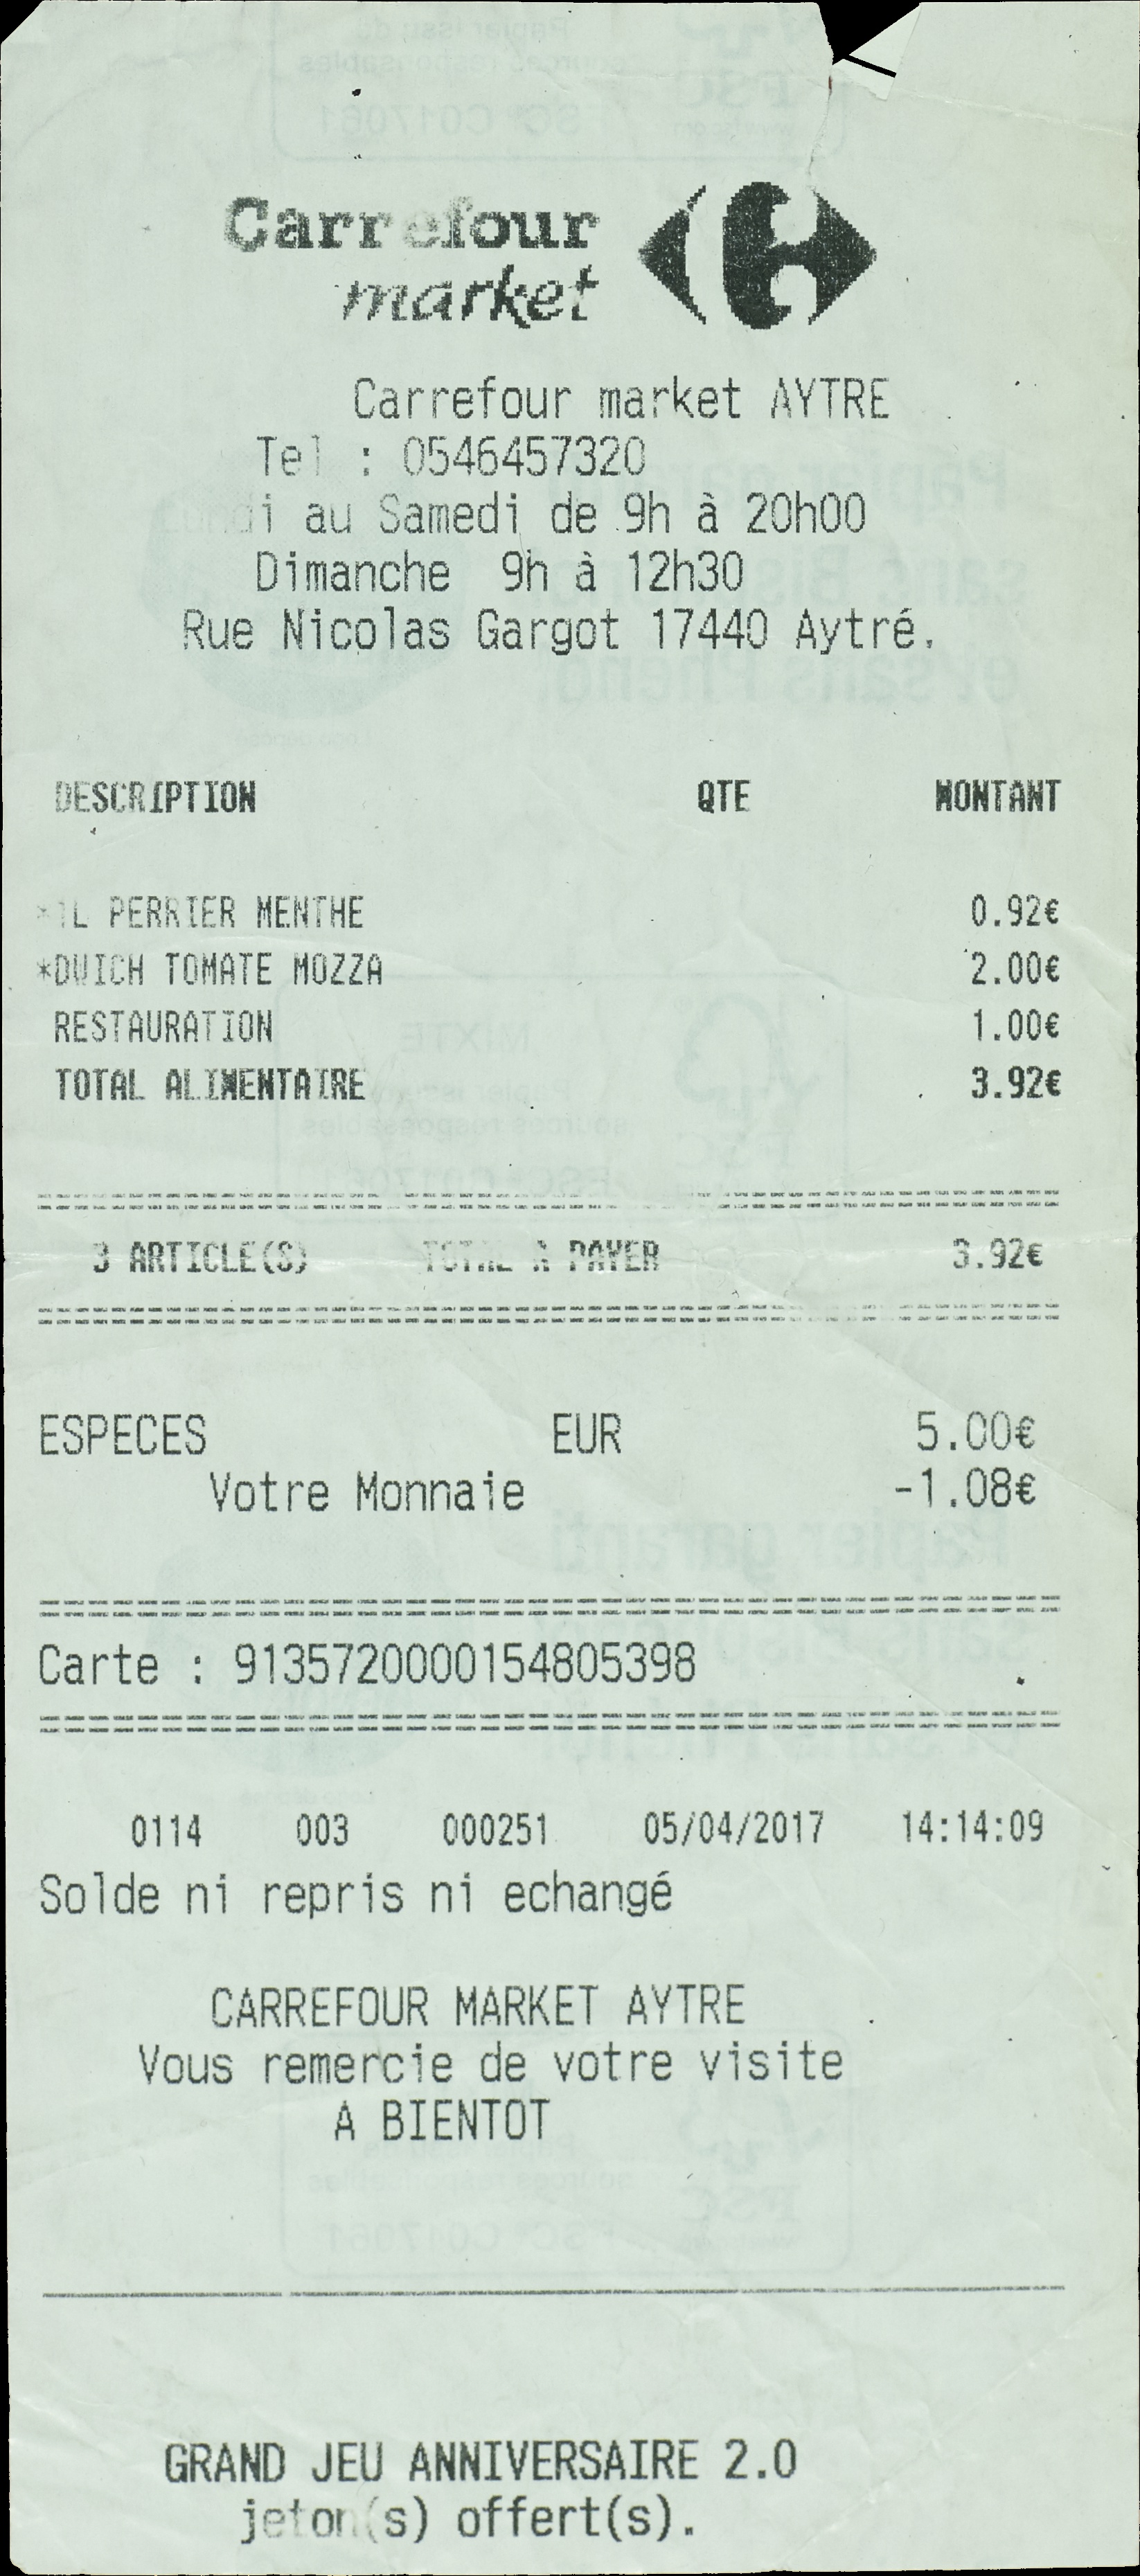 Carrefour
market
Carrefour market AYTRE
Tel : 0546457320
Lundi au Samedi de 9h à 20h00
Dimanche 9h à 12h30
Rue Nicolas Gargot 17440 Aytré.
DESCRIPTION QTE MONTANT
*1L PERRIER MENTHE 0.92€
*DWICH TOMATE MOZZA 2.00€
RESTAURATION 1.00€
TOTAL ALIMENTAIRE 3.92€
3 ARTICLE(S) TOTAL A PAYER 3.92€
ESPECES EUR 5.00€
Votre Monnaie -1.08€
Carte : 9135720000154805398
0114 003 000251 05/04/2017 14:14:09
Solde ni repris ni echangé
CARREFOUR MARKET AYTRE
Vous remercie de votre visite
A BIENTOT
GRAND JEU ANNIVERSAIRE 2.0
jeton(s) offert(s).